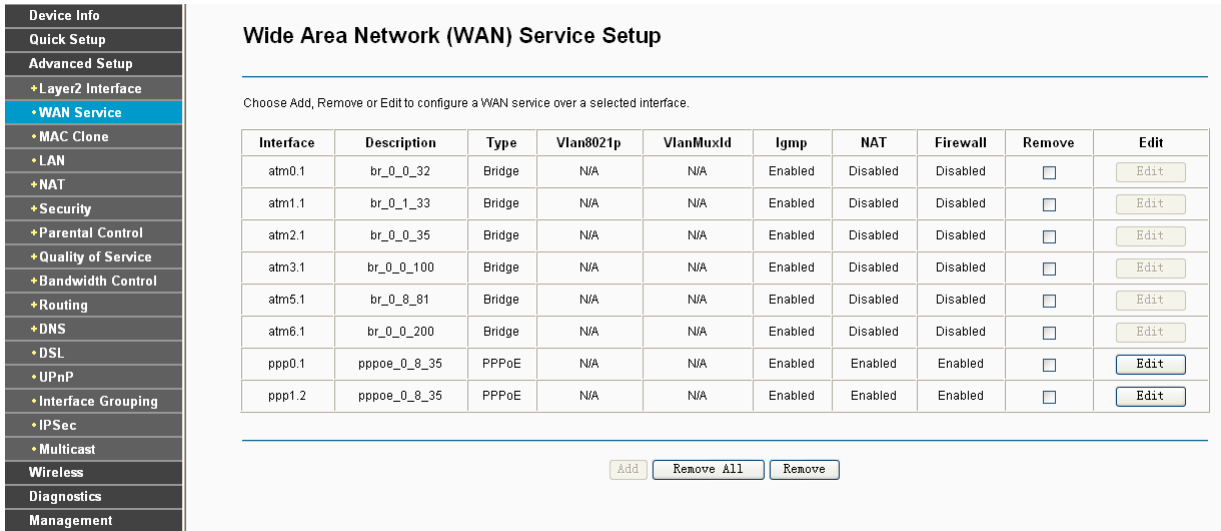 Device Info
Quick Setup
Advanced Setup
+Layer2 Interface
•WAN Service
•MAC Clone
•LAN
+NAT
+Security
+Parental Control
+Quality of Service
+Bandwidth Control
+Routing
+DNS
•DSL
•UPnP
•Interface Grouping
•IPSec
•Multicast
Wireless
Diagnostics
Management
Wide Area Network (WAN) Service Setup
Choose Add, Remove or Edit to configure a WAN service over a selected interface.
Interface Description Type Vlan8021p VlanMuxId Igmp NAT Firewall Remove Edit
atm0.1 br_0_0_32 Bridge N/A N/A Enabled Disabled Disabled Edit
atm1.1 br_0_1_33 Bridge N/A N/A Enabled Disabled Disabled Edit
atm2.1 br_0_0_35 Bridge N/A N/A Enabled Disabled Disabled Edit
atm3.1 br_0_0_100 Bridge N/A N/A Enabled Disabled Disabled Edit
atm5.1 br_0_8_81 Bridge N/A N/A Enabled Disabled Disabled Edit
atm6.1 br_0_0_200 Bridge N/A N/A Enabled Disabled Disabled Edit
ppp0.1 pppoe_0_8_35 PPPoE N/A N/A Enabled Enabled Enabled Edit
ppp1.2 pppoe_0_8_35 PPPoE N/A N/A Enabled Enabled Enabled Edit
Add Remove All Remove